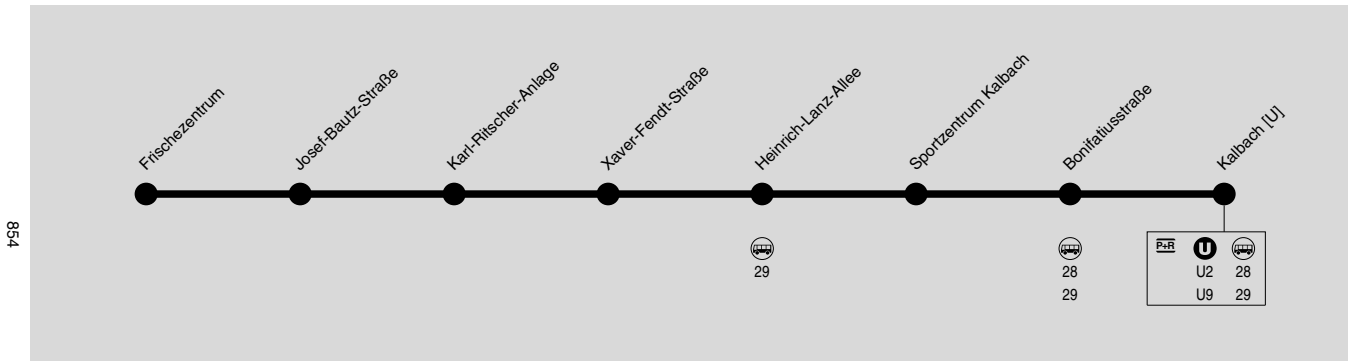 Frischezentrum
Josef-Bautz-Straße
Karl-Ritscher-Anlage
Xaver-Fendt-Straße
Heinrich-Lanz-Allee
Sportzentrum Kalbach
Bonifatiusstraße
Kalbach [U]
854
29
28
29
P+R U
U2 28
U9 29